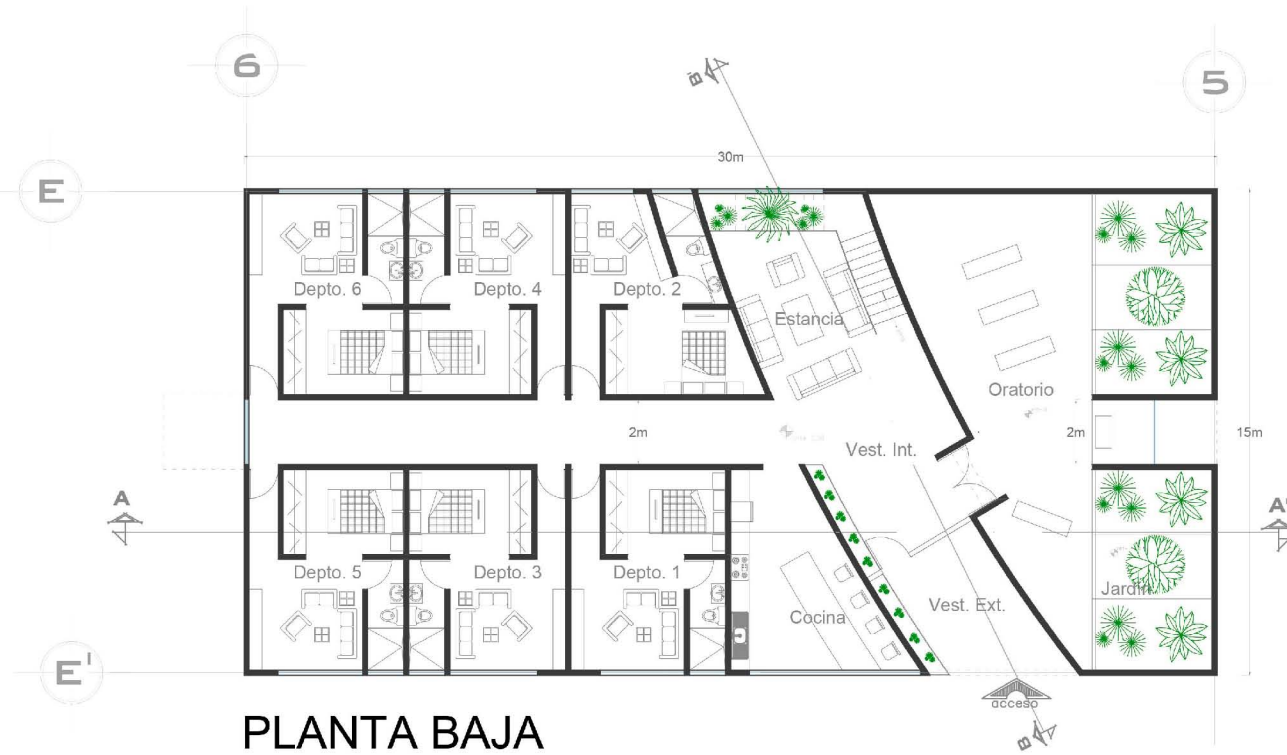 6
5
B'
30m
E
Depto. 6
Depto. 4
Depto. 2
Estancia
Oratorio
2m
2m
15m
Vest. Int.
A
A'
Depto. 5
Depto. 3
Depto. 1
Cocina
Vest. Ext.
Jardin
E'
acceso
B
PLANTA BAJA